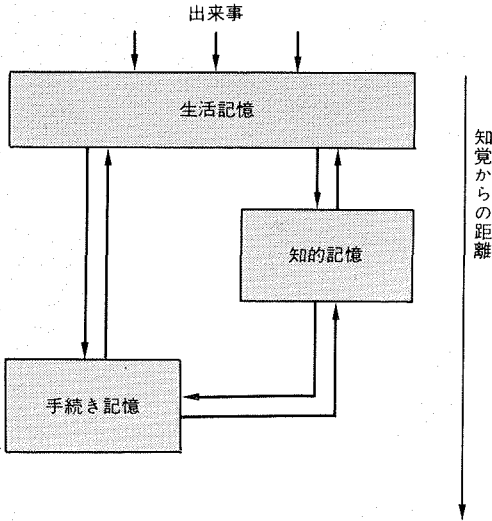 出来事
生活記憶
知覚からの距離
知的記憶
手続き記憶